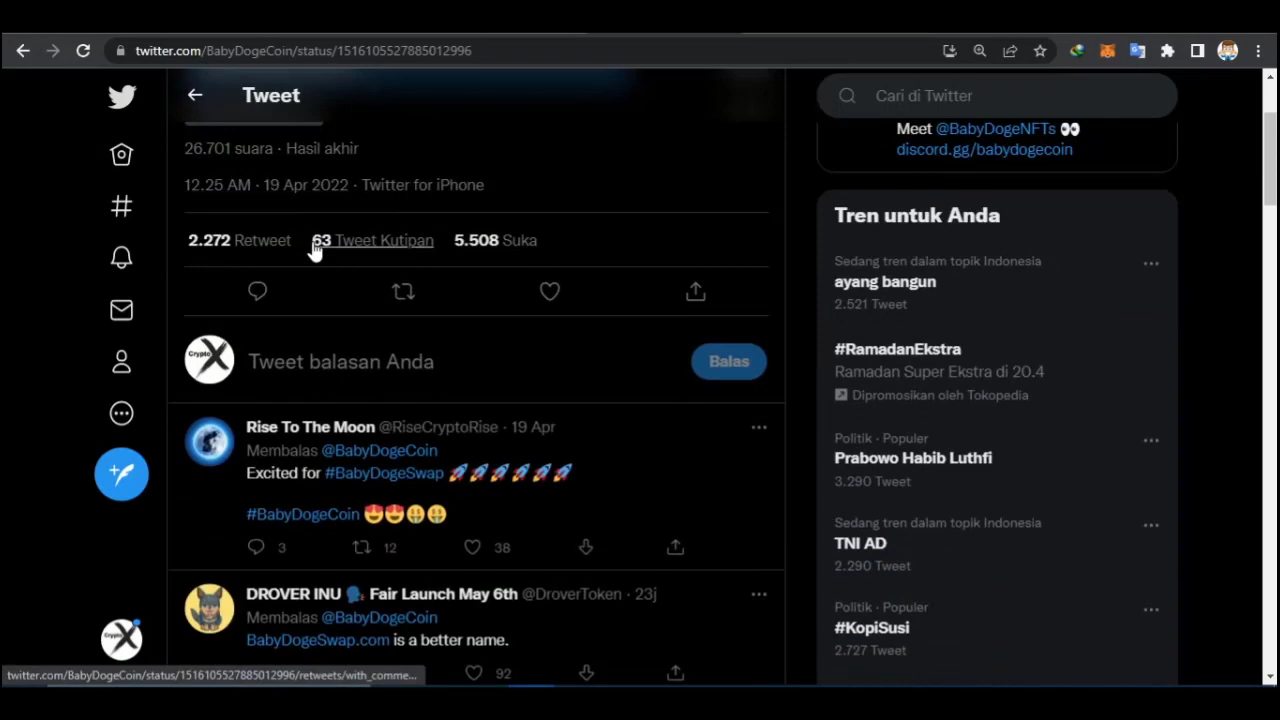 twitter.com/BabyDogeCoin/status/1516105527885012996
Tweet
26.701 suara · Hasil akhir
12.25 AM · 19 Apr 2022 · Twitter for iPhone
2.272 Retweet 63 Tweet Kutipan 5.508 Suka
CryptoX
Tweet balasan Anda
Balas
Rise To The Moon @RiseCryptoRise · 19 Apr
Membalas @BabyDogeCoin
Excited for #BabyDogeSwap 🚀🚀🚀🚀🚀🚀
#BabyDogeCoin 😍😍🤑🤑
3 12 38
DROVER INU 🗣 Fair Launch May 6th @DroverToken · 23j
Membalas @BabyDogeCoin
BabyDogeSwap.com is a better name.
92
Cari di Twitter
Meet @BabyDogeNFTs 👀
discord.gg/babydogecoin
Tren untuk Anda
Sedang tren dalam topik Indonesia
ayang bangun
2.521 Tweet
#RamadanEkstra
Ramadan Super Ekstra di 20.4
Dipromosikan oleh Tokopedia
Politik · Populer
Prabowo Habib Luthfi
3.290 Tweet
Sedang tren dalam topik Indonesia
TNI AD
2.290 Tweet
Politik · Populer
#KopiSusi
2.727 Tweet
CryptoX
twitter.com/BabyDogeCoin/status/1516105527885012996/retweets/with_comme...